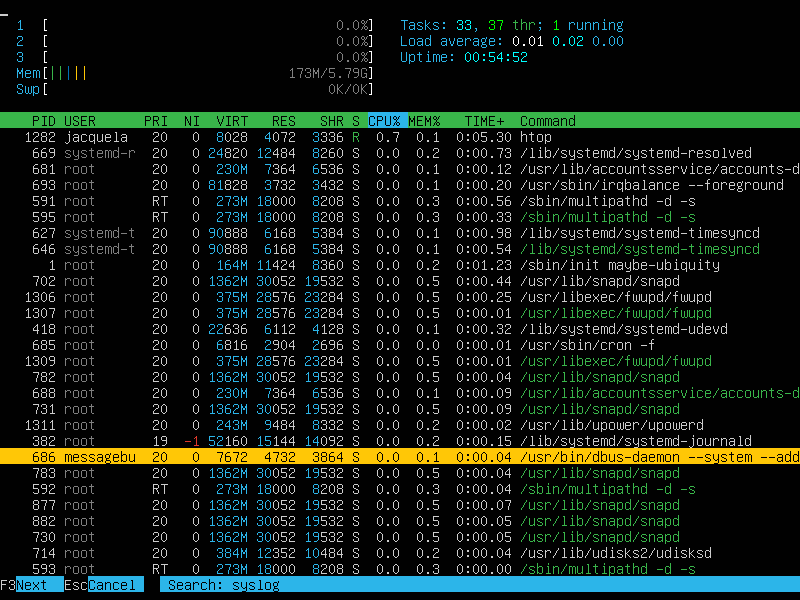 1 [ 0.0%] Tasks: 33, 37 thr; 1 running
2 [ 0.0%] Load average: 0.01 0.02 0.00
3 [ 0.0%] Uptime: 00:54:52
Mem[||||| 173M/5.79G]
Swp[ 0K/0K]
PID USER PRI NI VIRT RES SHR S CPU% MEM% TIME+ Command
1282 jacquela 20 0 8028 4072 3336 R 0.7 0.1 0:05.30 htop
669 systemd-r 20 0 24820 12484 8260 S 0.0 0.2 0:00.73 /lib/systemd/systemd-resolved
681 root 20 0 230M 7364 6536 S 0.0 0.1 0:00.12 /usr/lib/accountsservice/accounts-d
693 root 20 0 81828 3732 3432 S 0.0 0.1 0:00.20 /usr/sbin/irqbalance --foreground
591 root RT 0 273M 18000 8208 S 0.0 0.3 0:00.56 /sbin/multipathd -d -s
595 root RT 0 273M 18000 8208 S 0.0 0.3 0:00.33 /sbin/multipathd -d -s
627 systemd-t 20 0 90888 6168 5384 S 0.0 0.1 0:00.98 /lib/systemd/systemd-timesyncd
646 systemd-t 20 0 90888 6168 5384 S 0.0 0.1 0:00.54 /lib/systemd/systemd-timesyncd
1 root 20 0 164M 11424 8360 S 0.0 0.2 0:01.23 /sbin/init maybe-ubiquity
702 root 20 0 1362M 30052 19532 S 0.0 0.5 0:00.44 /usr/lib/snapd/snapd
1306 root 20 0 375M 28576 23284 S 0.0 0.5 0:00.25 /usr/libexec/fwupd/fwupd
1307 root 20 0 375M 28576 23284 S 0.0 0.5 0:00.01 /usr/libexec/fwupd/fwupd
418 root 20 0 22636 6112 4128 S 0.0 0.1 0:00.32 /lib/systemd/systemd-udevd
685 root 20 0 6816 2904 2696 S 0.0 0.0 0:00.01 /usr/sbin/cron -f
1309 root 20 0 375M 28576 23284 S 0.0 0.5 0:00.01 /usr/libexec/fwupd/fwupd
782 root 20 0 1362M 30052 19532 S 0.0 0.5 0:00.04 /usr/lib/snapd/snapd
688 root 20 0 230M 7364 6536 S 0.0 0.1 0:00.09 /usr/lib/accountsservice/accounts-d
731 root 20 0 1362M 30052 19532 S 0.0 0.5 0:00.09 /usr/lib/snapd/snapd
1311 root 20 0 243M 9484 8332 S 0.0 0.2 0:00.04 /usr/lib/upower/upowerd
382 root 19 -1 52160 15144 14092 S 0.0 0.2 0:00.15 /lib/systemd/systemd-journald
686 messagebu 20 0 7672 4732 3864 S 0.0 0.1 0:00.04 /usr/bin/dbus-daemon --system --add
783 root 20 0 1362M 30052 19532 S 0.0 0.5 0:00.04 /usr/lib/snapd/snapd
592 root RT 0 273M 18000 8208 S 0.0 0.3 0:00.04 /sbin/multipathd -d -s
877 root 20 0 1362M 30052 19532 S 0.0 0.5 0:00.07 /usr/lib/snapd/snapd
882 root 20 0 1362M 30052 19532 S 0.0 0.5 0:00.05 /usr/lib/snapd/snapd
730 root 20 0 1362M 30052 19532 S 0.0 0.5 0:00.04 /usr/lib/snapd/snapd
714 root 20 0 384M 12352 10484 S 0.0 0.2 0:00.04 /usr/lib/udisks2/udisksd
593 root RT 0 273M 18000 8208 S 0.0 0.3 0:00.00 /sbin/multipathd -d -s
F3Next EscCancel Search: syslog